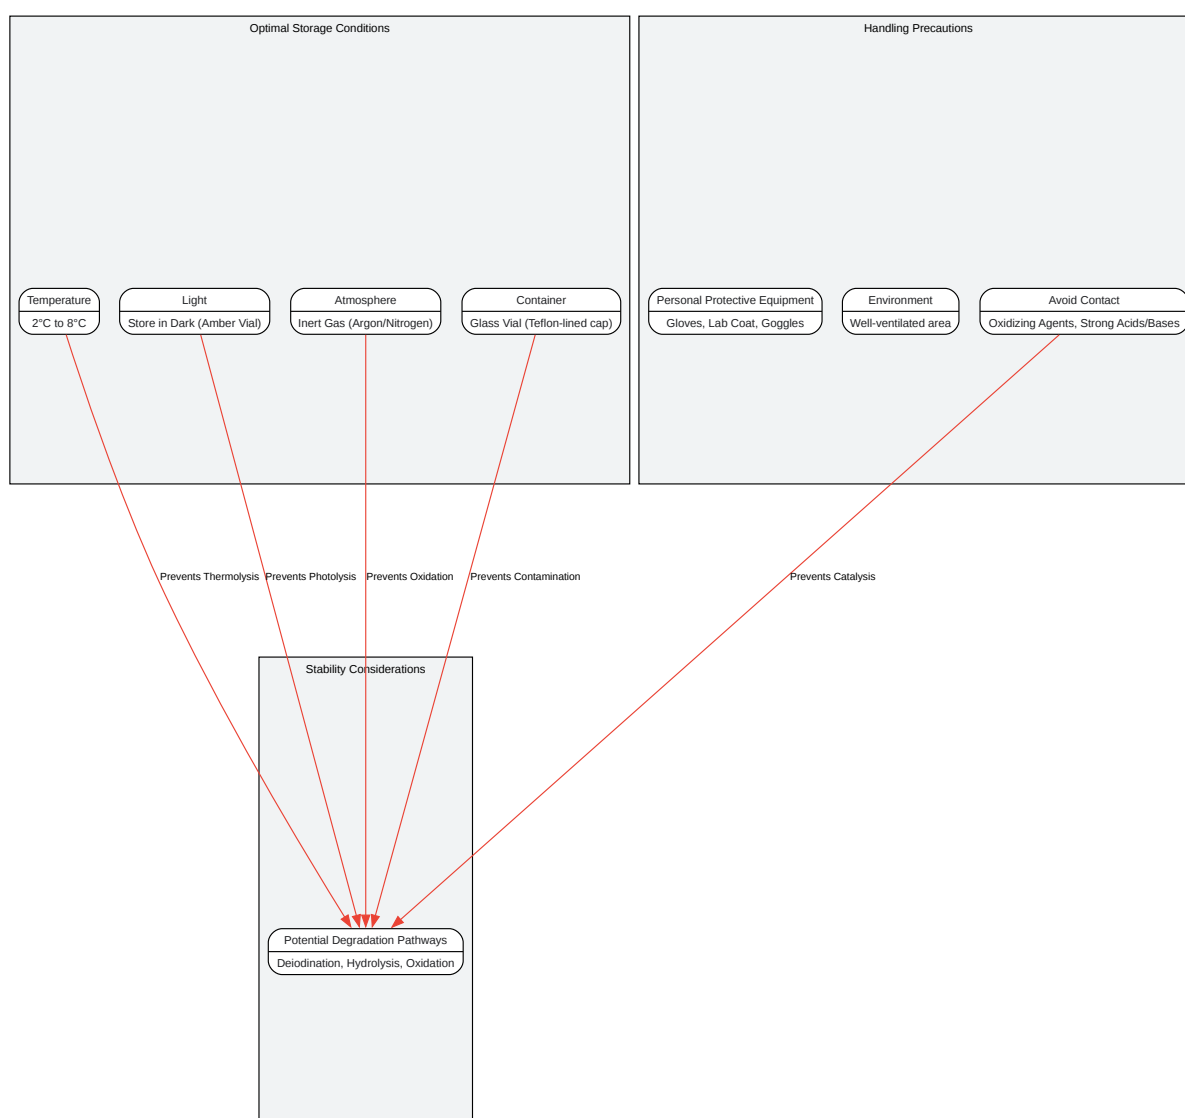 Optimal Storage Conditions
Handling Precautions
Temperature
2°C to 8°C
Light
Store in Dark (Amber Vial)
Atmosphere
Inert Gas (Argon/Nitrogen)
Container
Glass Vial (Teflon-lined cap)
Personal Protective Equipment
Gloves, Lab Coat, Goggles
Environment
Well-ventilated area
Avoid Contact
Oxidizing Agents, Strong Acids/Bases
Prevents Thermolysis
Prevents Photolysis
Prevents Oxidation
Prevents Contamination
Prevents Catalysis
Stability Considerations
Potential Degradation Pathways
Deiodination, Hydrolysis, Oxidation